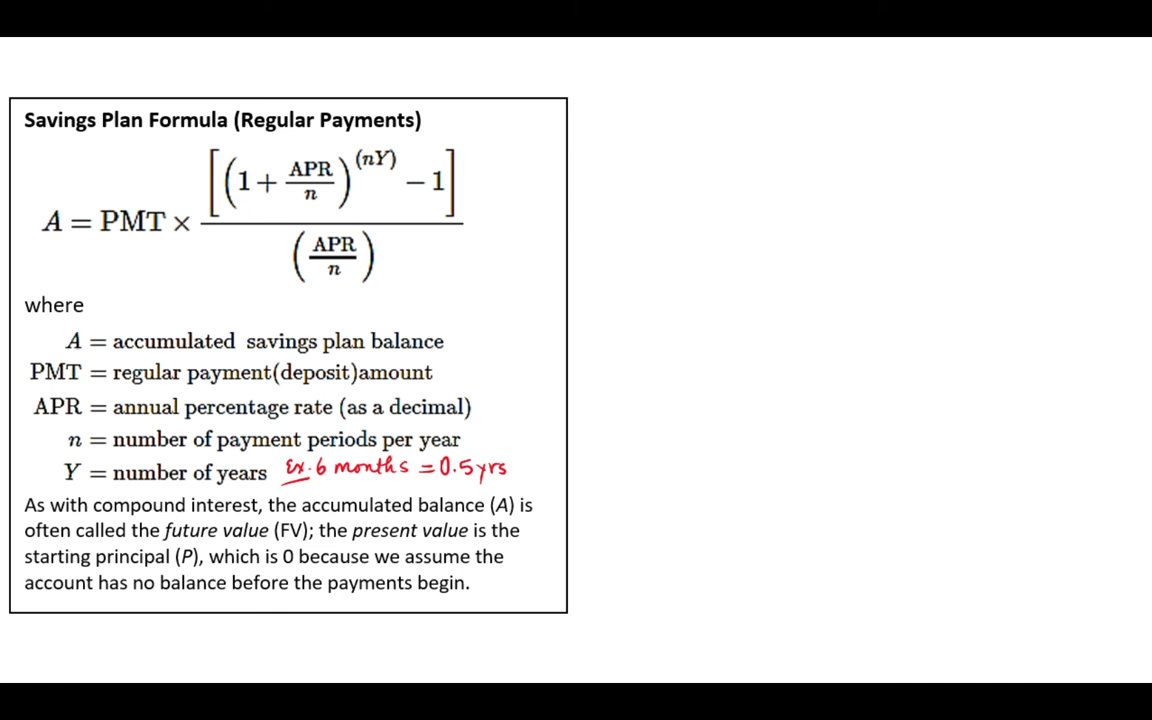 Savings Plan Formula (Regular Payments)
A = PMT × [(1 + APR/n)^(nY) − 1] / (APR/n)
where
A = accumulated savings plan balance
PMT = regular payment(deposit)amount
APR = annual percentage rate (as a decimal)
n = number of payment periods per year
Y = number of years Ex. 6 months = 0.5 yrs
As with compound interest, the accumulated balance (A) is
often called the future value (FV); the present value is the
starting principal (P), which is 0 because we assume the
account has no balance before the payments begin.